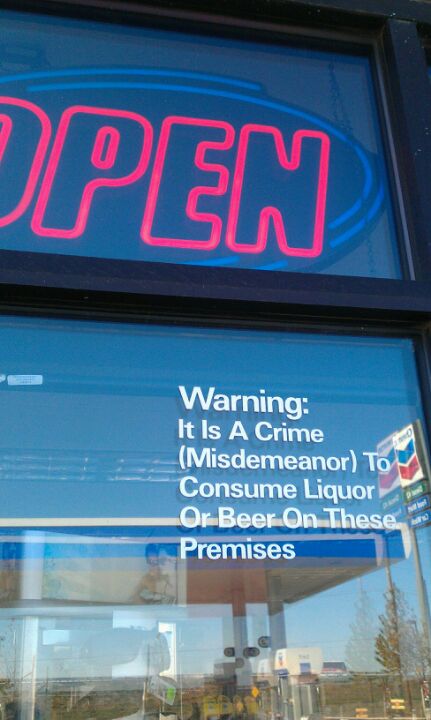 OPEN
Warning:
It Is A Crime
(Misdemeanor) To
Consume Liquor
Or Beer On These
Premises